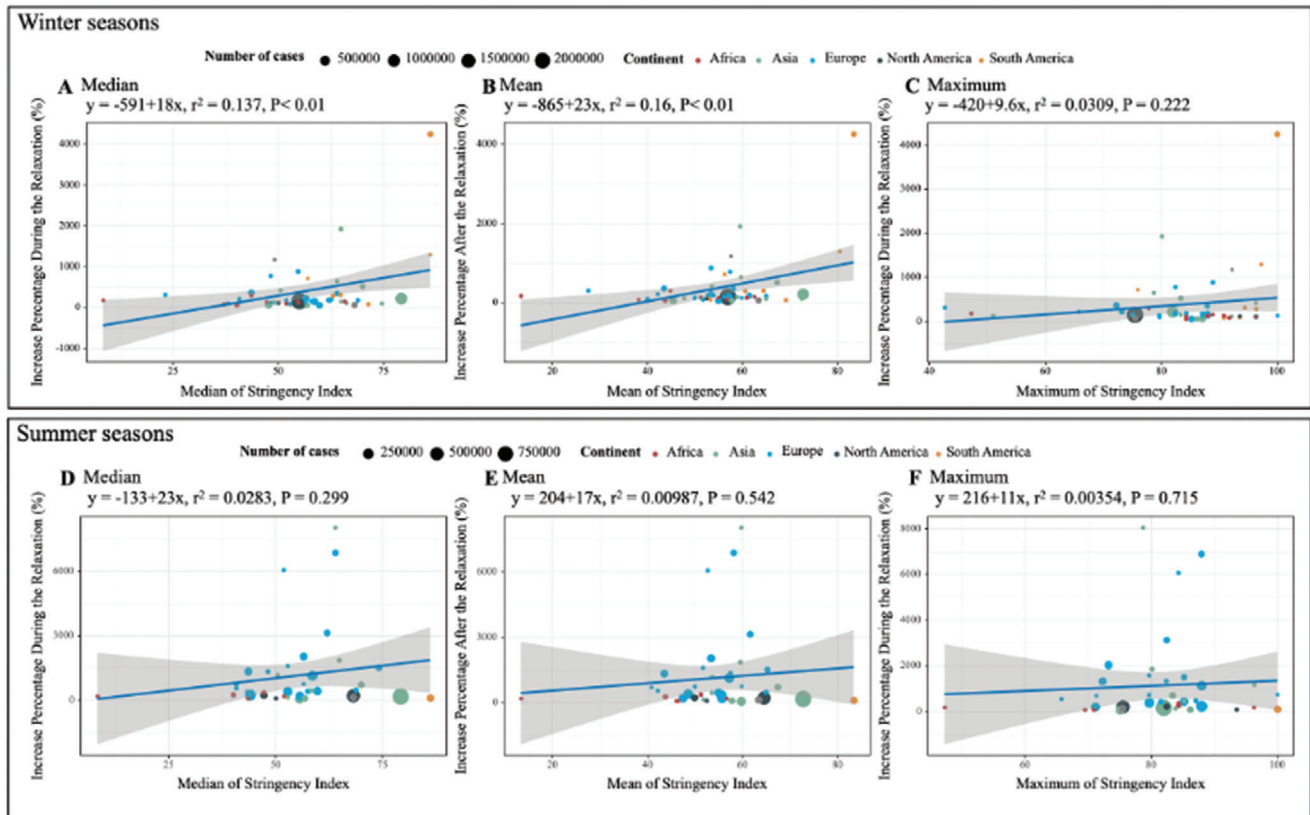 Winter seasons
Number of cases 500000 1000000 1500000 2000000 Continent Africa Asia Europe North America South America
A Median
y = -591+18x, r² = 0.137, P< 0.01
Increase Percentage During the Relaxation (%)
4000
3000
2000
1000
0
-1000
25 50 75
Median of Stringency Index
B Mean
y = -865+23x, r² = 0.16, P< 0.01
Increase Percentage After the Relaxation (%)
4000
2000
0
20 40 60 80
Mean of Stringency Index
C Maximum
y = -420+9.6x, r² = 0.0309, P = 0.222
Increase Percentage During the Relaxation (%)
4000
3000
2000
1000
0
40 60 80 100
Maximum of Stringency Index
Summer seasons
Number of cases 250000 500000 750000 Continent Africa Asia Europe North America South America
D Median
y = -133+23x, r² = 0.0283, P = 0.299
Increase Percentage During the Relaxation (%)
6000
3000
0
25 50 75
Median of Stringency Index
E Mean
y = 204+17x, r² = 0.00987, P = 0.542
Increase Percentage After the Relaxation (%)
9000
6000
3000
0
20 40 60 80
Mean of Stringency Index
F Maximum
y = 216+11x, r² = 0.00354, P = 0.715
Increase Percentage During the Relaxation (%)
8000
6000
4000
2000
0
60 80 100
Maximum of Stringency Index